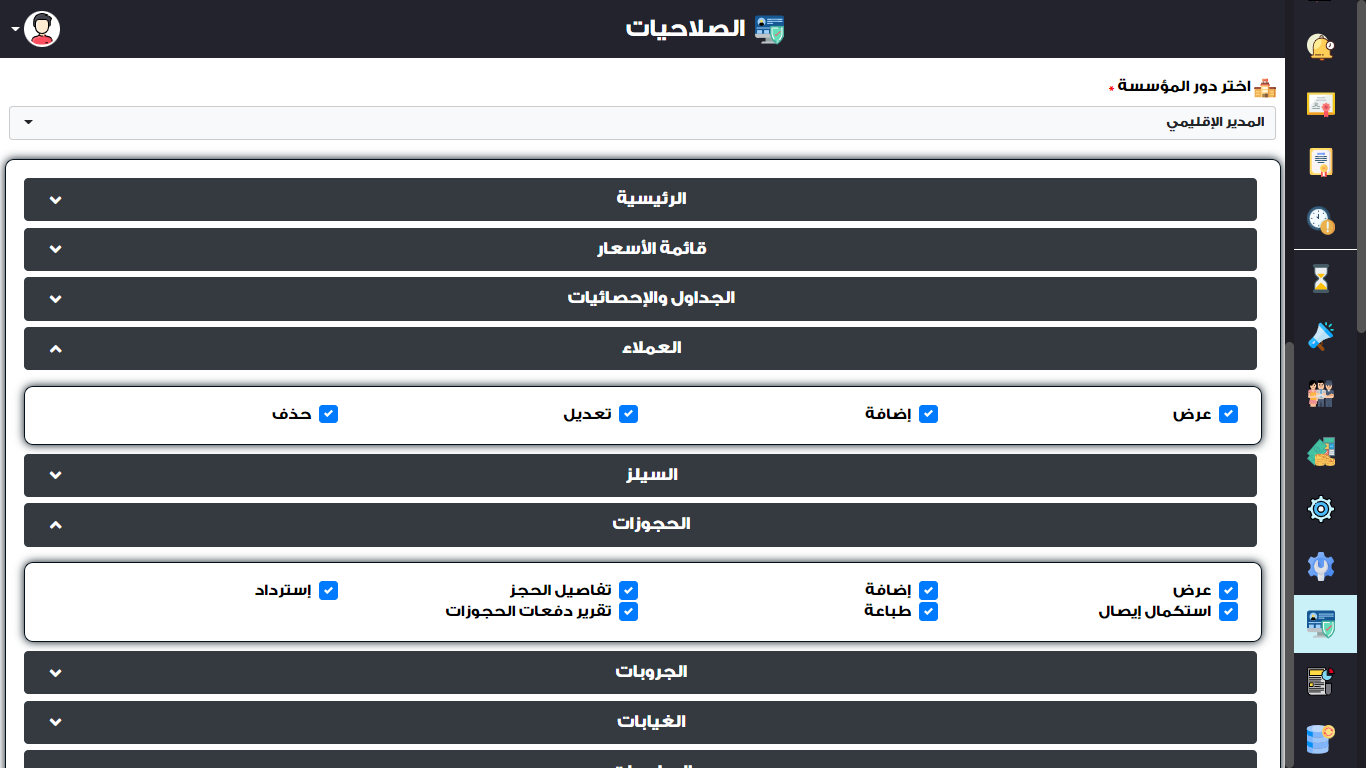 الصلاحيات
اختر دور المؤسسة *
المدير الإقليمي
الرئيسية
قائمة الأسعار
الجداول والإحصائيات
العملاء
عرض إضافة تعديل حذف
السيلز
الحجوزات
عرض إضافة تفاصيل الحجز إسترداد
استكمال إيصال طباعة تقرير دفعات الحجوزات
الجروبات
الغيابات